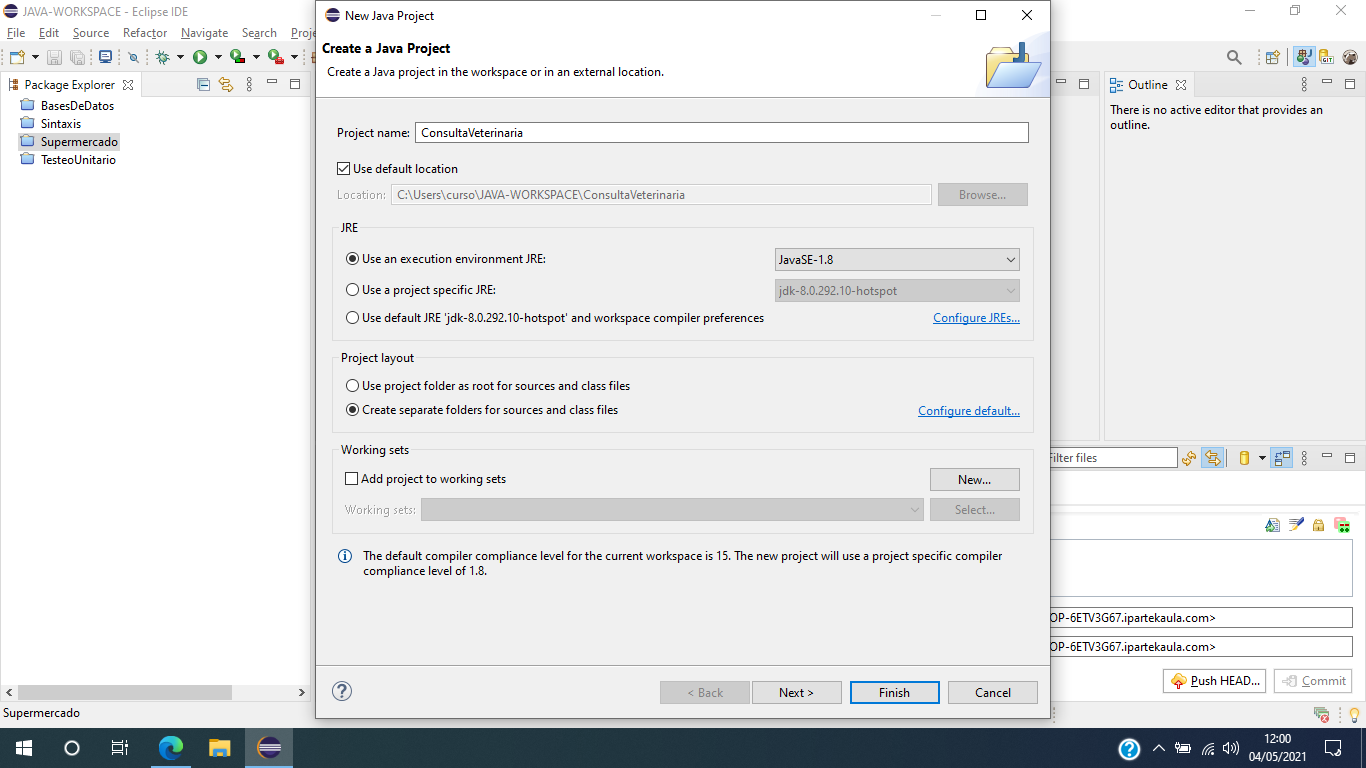 JAVA-WORKSPACE - Eclipse IDE
File Edit Source Refactor Navigate Search
Package Explorer
BasesDeDatos
Sintaxis
Supermercado
TesteoUnitario
Supermercado
New Java Project
Create a Java Project
Create a Java project in the workspace or in an external location.
Project name: ConsultaVeterinaria
Use default location
Location: C:\Users\curso\JAVA-WORKSPACE\ConsultaVeterinaria Browse...
JRE
Use an execution environment JRE: JavaSE-1.8
Use a project specific JRE: jdk-8.0.292.10-hotspot
Use default JRE 'jdk-8.0.292.10-hotspot' and workspace compiler preferences Configure JREs...
Project layout
Use project folder as root for sources and class files
Create separate folders for sources and class files Configure default...
Working sets
Add project to working sets New...
Working sets: Select...
The default compiler compliance level for the current workspace is 15. The new project will use a project specific compiler
compliance level of 1.8.
< Back Next > Finish Cancel
Outline
There is no active editor that provides an
outline.
Filter files
OP-6ETV3G67.ipartekaula.com>
OP-6ETV3G67.ipartekaula.com>
Push HEAD... Commit
12:00
04/05/2021